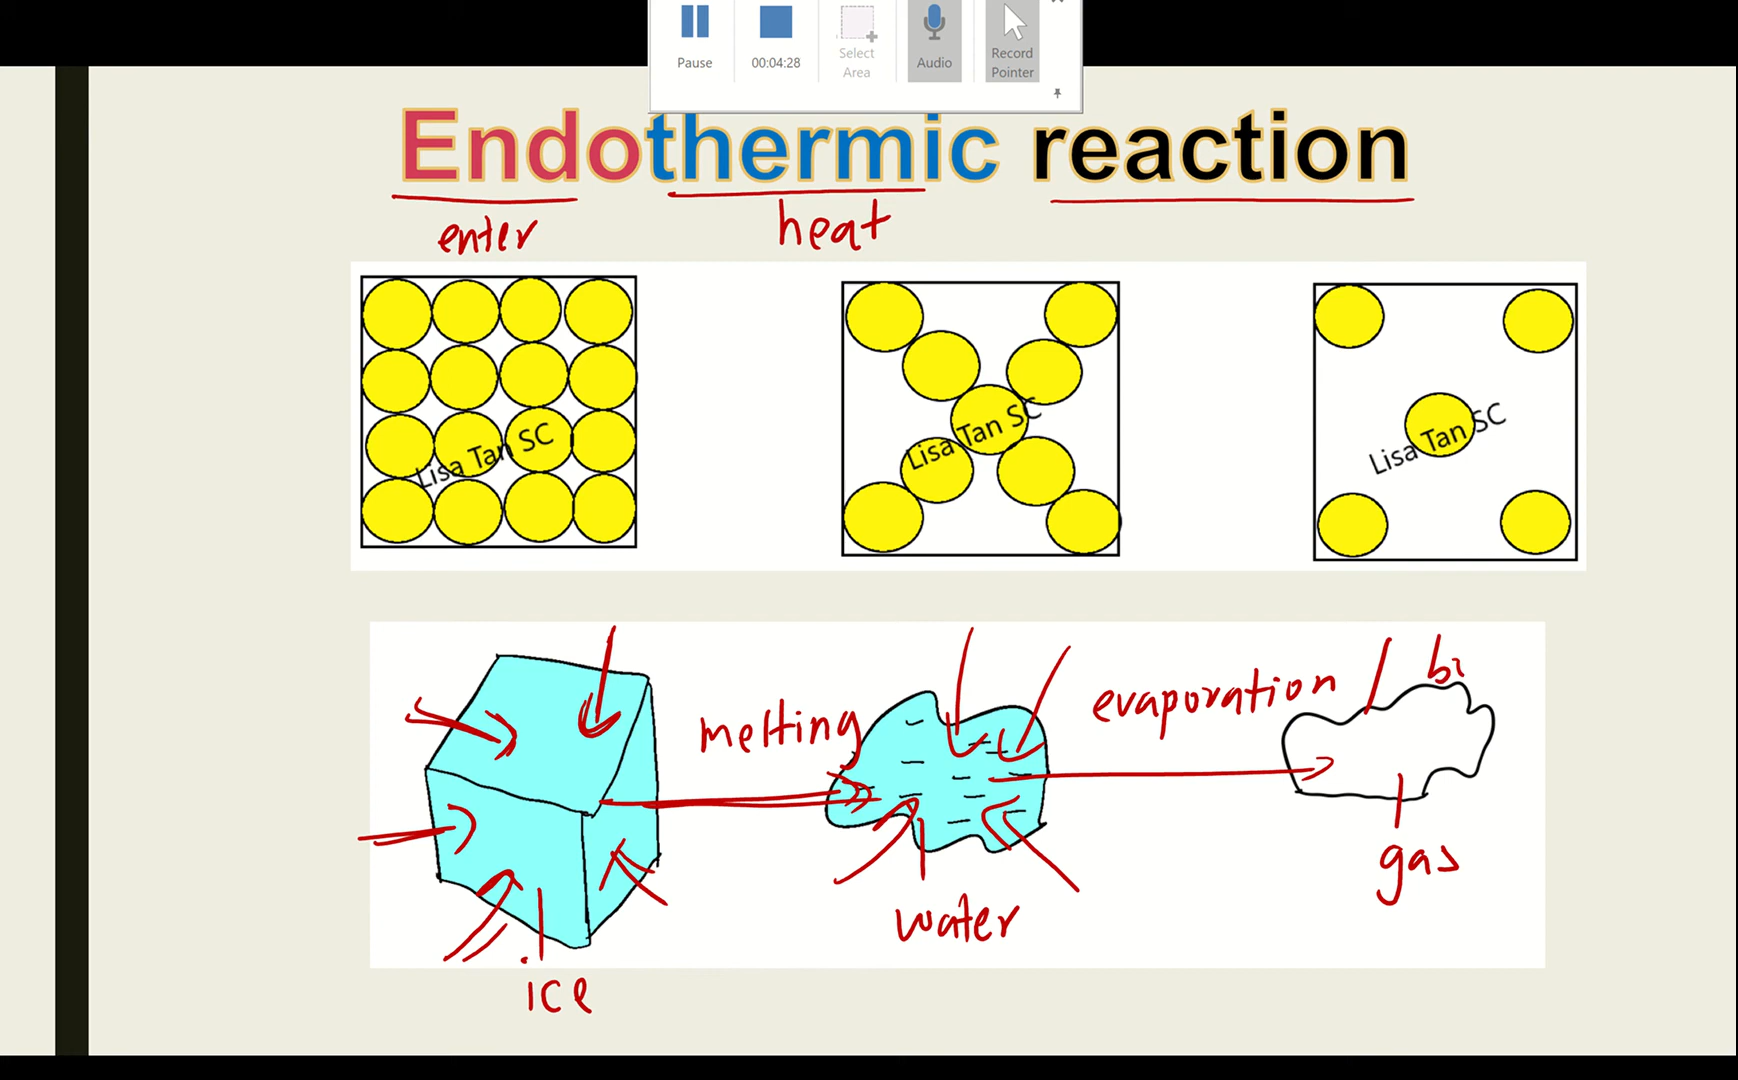 Pause
00:04:28
Select
Area
Audio
Record
Pointer
Endothermic reaction
enter
heat
Lisa Tan SC
Lisa Tan SC
Lisa Tan SC
melting
evaporation
water
gas
ice